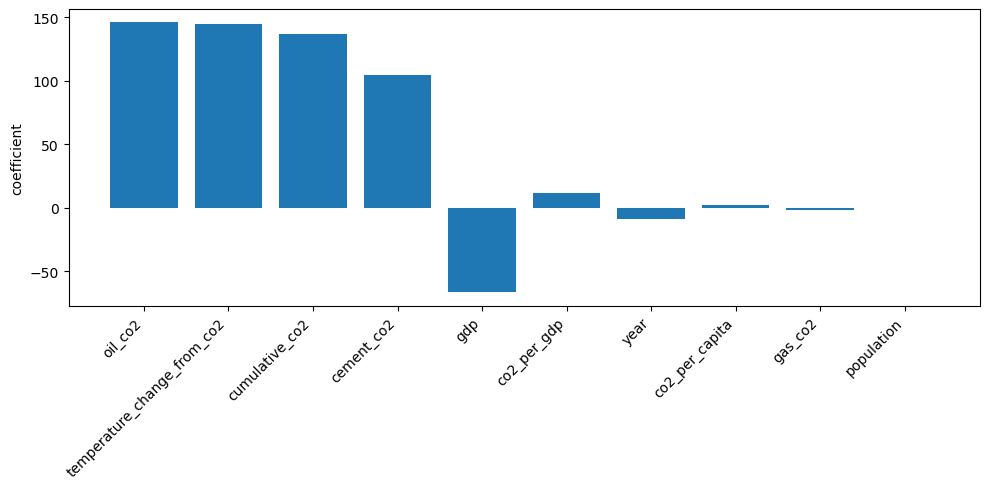 150
100
50
0
−50
coefficient
oil_co2
temperature_change_from_co2
cumulative_co2
cement_co2
gdp
co2_per_gdp
year
co2_per_capita
gas_co2
population